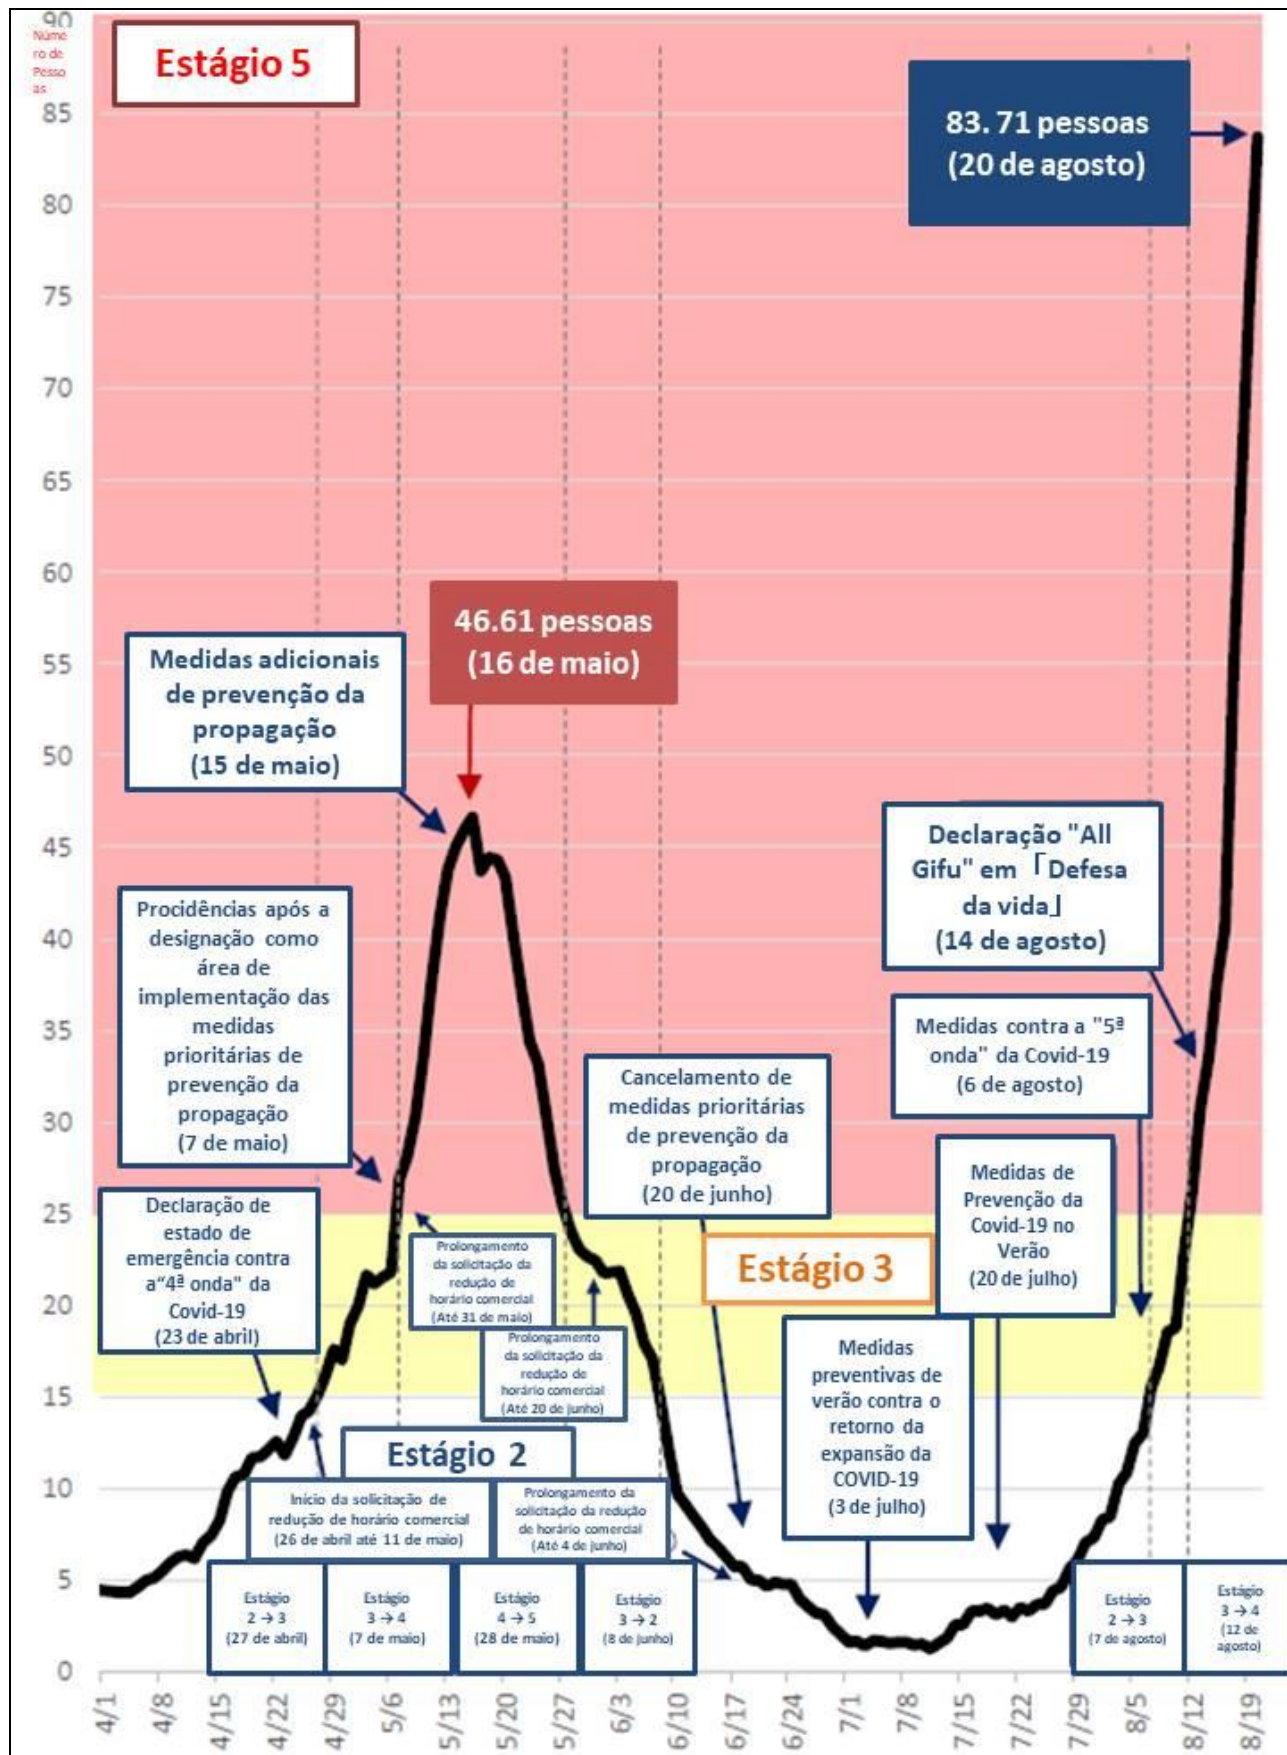 90
Núme
ro de
Pesso
as
Estágio 5
85
80
75
70
65
60
55
50
45
40
35
30
25
20
15
10
5
0
83. 71 pessoas
(20 de agosto)
46.61 pessoas
(16 de maio)
Medidas adicionais
de prevenção da
propagação
(15 de maio)
Procidências após a
designação como
área de
implementação das
medidas
prioritárias de
prevenção da
propagação
(7 de maio)
Declaração de
estado de
emergência contra
a“4ª onda" da
Covid-19
(23 de abril)
Prolongamento
da solicitação da
redução de
horário comercial
(Até 31 de maio)
Prolongamento
da solicitação da
redução de
horário comercial
(Até 20 de junho)
Cancelamento de
medidas prioritárias
de prevenção da
propagação
(20 de junho)
Estágio 3
Declaração "All
Gifu" em「Defesa
da vida」
(14 de agosto)
Medidas contra a "5ª
onda" da Covid-19
(6 de agosto)
Medidas de
Prevenção da
Covid-19 no
Verão
(20 de julho)
Medidas
preventivas de
verão contra o
retorno da
expansão da
COVID-19
(3 de julho)
Estágio 2
Início da solicitação de
redução de horário comercial
(26 de abril até 11 de maio)
Prolongamento da
solicitação da redução
de horário comercial
(Até 4 de junho)
Estágio
2 → 3
(27 de abril)
Estágio
3 → 4
(7 de maio)
Estágio
4 → 5
(28 de maio)
Estágio
3 → 2
(8 de junho)
Estágio
2 → 3
(7 de agosto)
Estágio
3 → 4
(12 de
agosto)
4/1
4/8
4/15
4/22
4/29
5/6
5/13
5/20
5/27
6/3
6/10
6/17
6/24
7/1
7/8
7/15
7/22
7/29
8/5
8/12
8/19